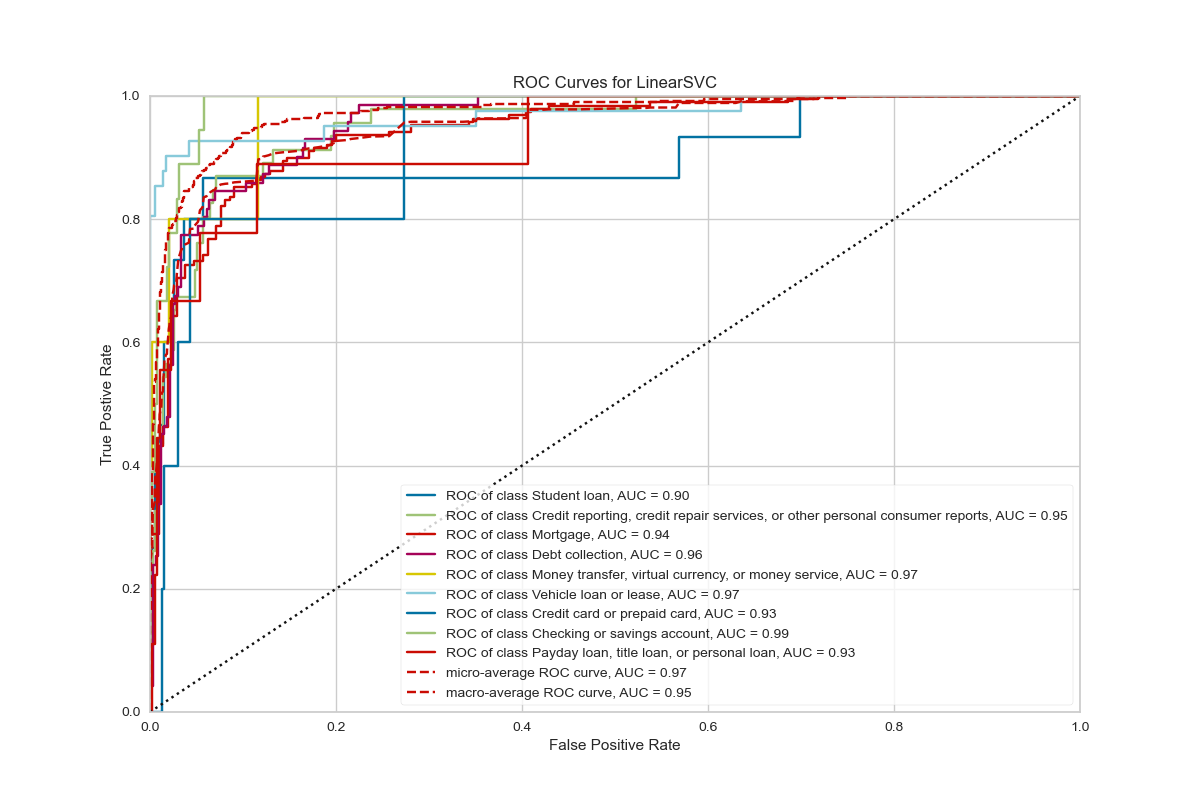 ROC Curves for LinearSVC
1.0
0.8
0.6
0.4
0.2
0.0
True Postive Rate
ROC of class Student loan, AUC = 0.90
ROC of class Credit reporting, credit repair services, or other personal consumer reports, AUC = 0.95
ROC of class Mortgage, AUC = 0.94
ROC of class Debt collection, AUC = 0.96
ROC of class Money transfer, virtual currency, or money service, AUC = 0.97
ROC of class Vehicle loan or lease, AUC = 0.97
ROC of class Credit card or prepaid card, AUC = 0.93
ROC of class Checking or savings account, AUC = 0.99
ROC of class Payday loan, title loan, or personal loan, AUC = 0.93
micro-average ROC curve, AUC = 0.97
macro-average ROC curve, AUC = 0.95
0.0 0.2 0.4 0.6 0.8 1.0
False Positive Rate